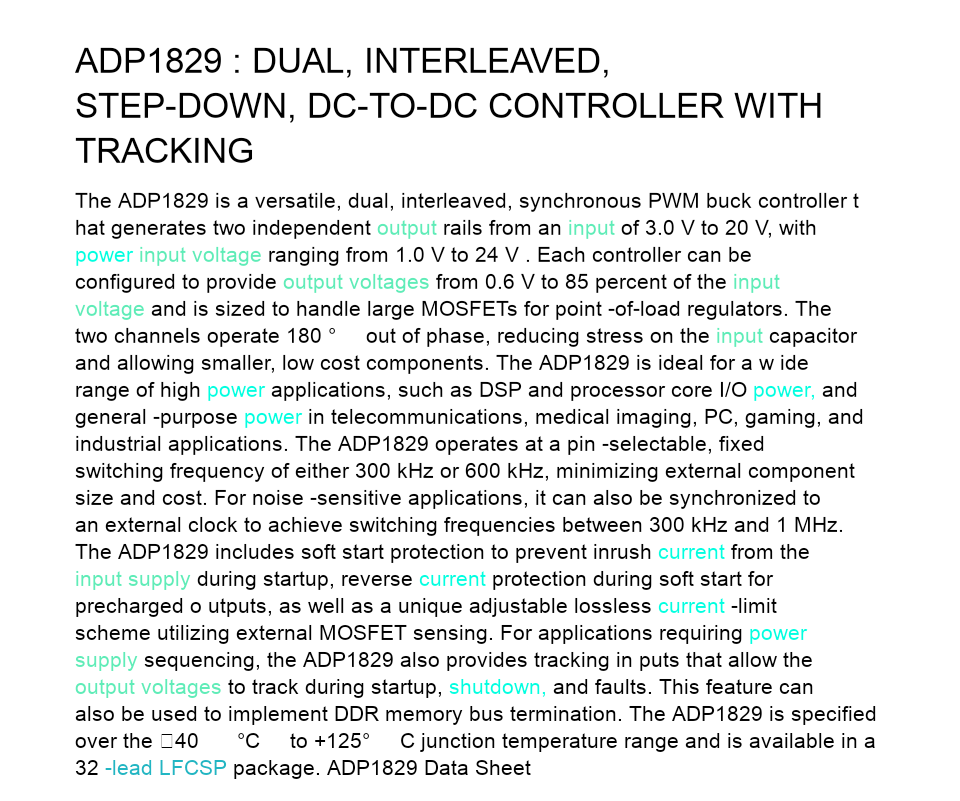 ADP1829 : DUAL, INTERLEAVED,
STEP-DOWN, DC-TO-DC CONTROLLER WITH
TRACKING
The ADP1829 is a versatile, dual, interleaved, synchronous PWM buck controller t
hat generates two independent output rails from an input of 3.0 V to 20 V, with
power input voltage ranging from 1.0 V to 24 V . Each controller can be
configured to provide output voltages from 0.6 V to 85 percent of the input
voltage and is sized to handle large MOSFETs for point -of-load regulators. The
two channels operate 180 ° out of phase, reducing stress on the input capacitor
and allowing smaller, low cost components. The ADP1829 is ideal for a w ide
range of high power applications, such as DSP and processor core I/O power, and
general -purpose power in telecommunications, medical imaging, PC, gaming, and
industrial applications. The ADP1829 operates at a pin -selectable, fixed
switching frequency of either 300 kHz or 600 kHz, minimizing external component
size and cost. For noise -sensitive applications, it can also be synchronized to
an external clock to achieve switching frequencies between 300 kHz and 1 MHz.
The ADP1829 includes soft start protection to prevent inrush current from the
input supply during startup, reverse current protection during soft start for
precharged o utputs, as well as a unique adjustable lossless current -limit
scheme utilizing external MOSFET sensing. For applications requiring power
supply sequencing, the ADP1829 also provides tracking in puts that allow the
output voltages to track during startup, shutdown, and faults. This feature can
also be used to implement DDR memory bus termination. The ADP1829 is specified
over the □40 °C to +125° C junction temperature range and is available in a
32 -lead LFCSP package. ADP1829 Data Sheet